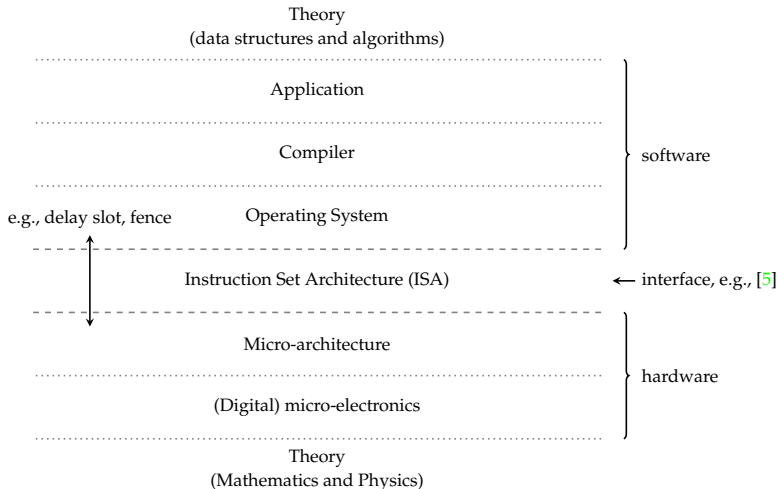 Theory
(data structures and algorithms)
Application
Compiler
software
e.g., delay slot, fence
Operating System
Instruction Set Architecture (ISA)
interface, e.g., [5]
Micro-architecture
hardware
(Digital) micro-electronics
Theory
(Mathematics and Physics)